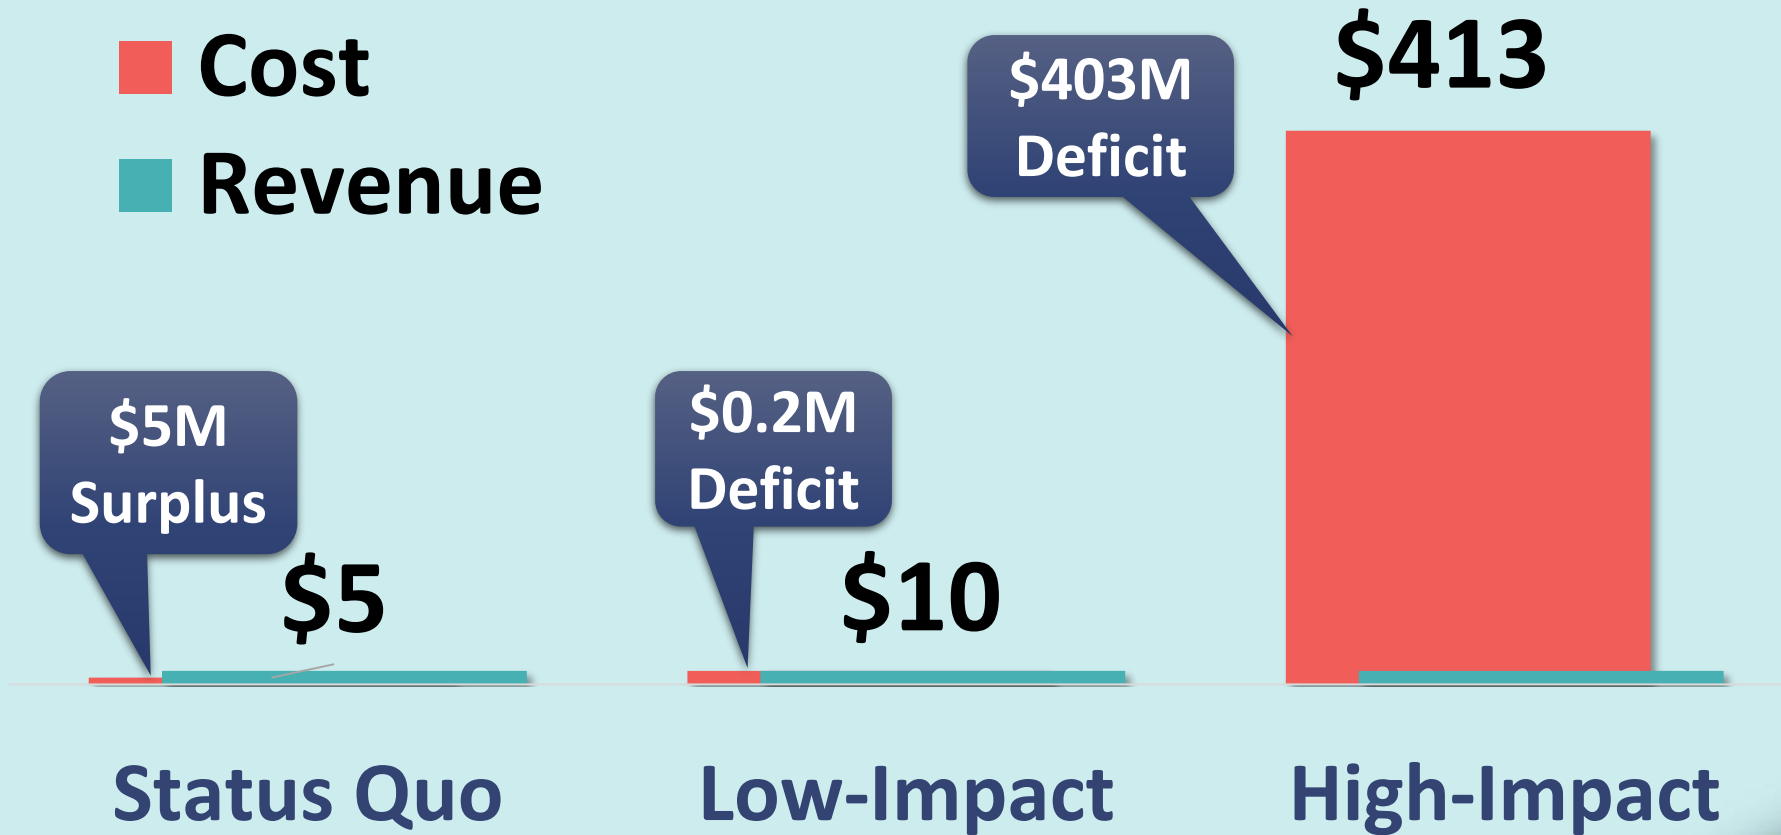 Cost
Revenue
$403M
Deficit
$413
$5M
Surplus
$5
$0.2M
Deficit
$10
Status Quo
Low-Impact
High-Impact